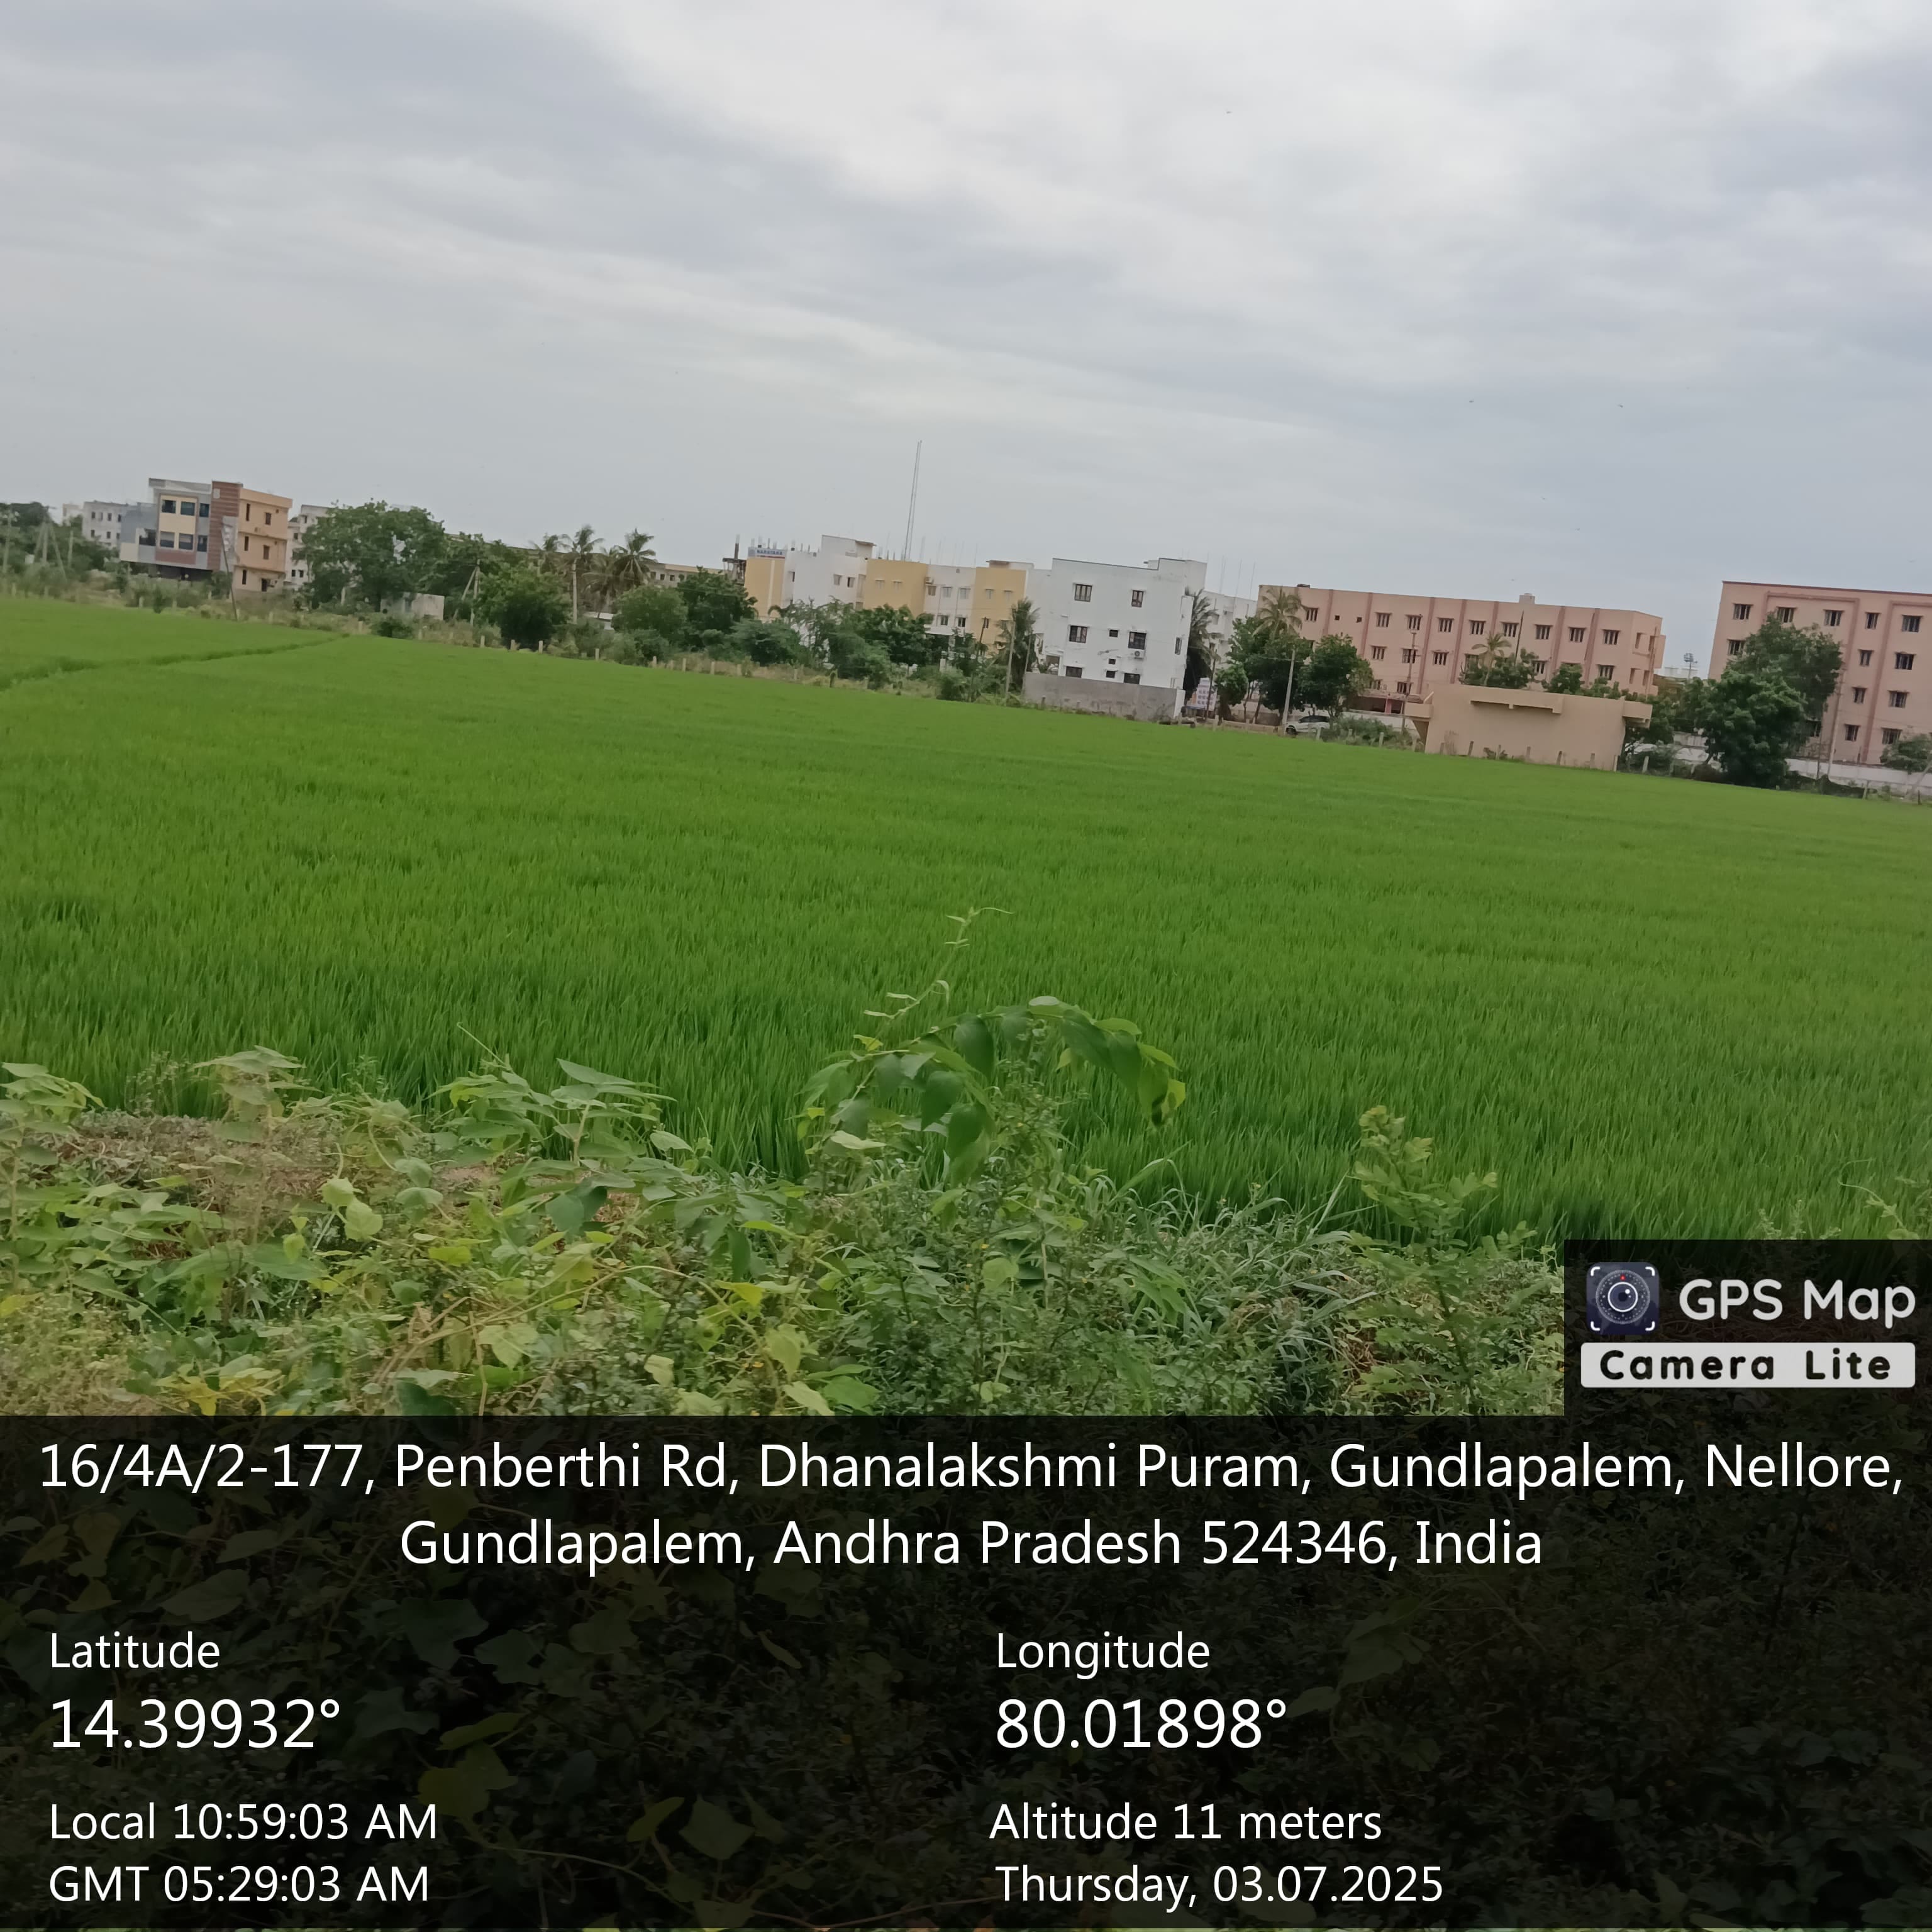 GPS Map
Camera Lite
16/4A/2-177, Penberthi Rd, Dhanalakshmi Puram, Gundlapalem, Nellore,
Gundlapalem, Andhra Pradesh 524346, India
Latitude
14.39932°
Longitude
80.01898°
Local 10:59:03 AM
GMT 05:29:03 AM
Altitude 11 meters
Thursday, 03.07.2025